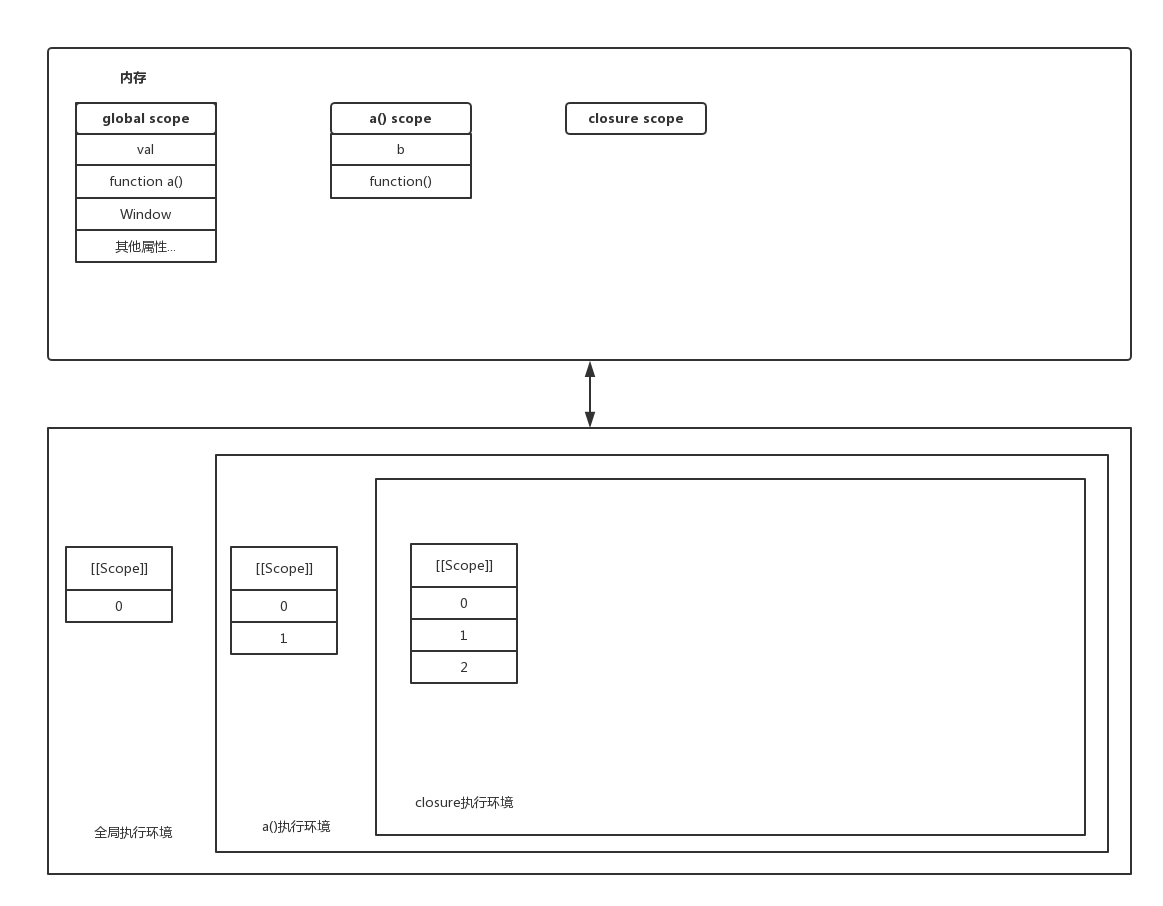 内存
global scope
val
function a()
Window
其他属性...
a() scope
b
function()
closure scope
[[Scope]]
0
[[Scope]]
0
1
[[Scope]]
0
1
2
closure执行环境
a()执行环境
全局执行环境